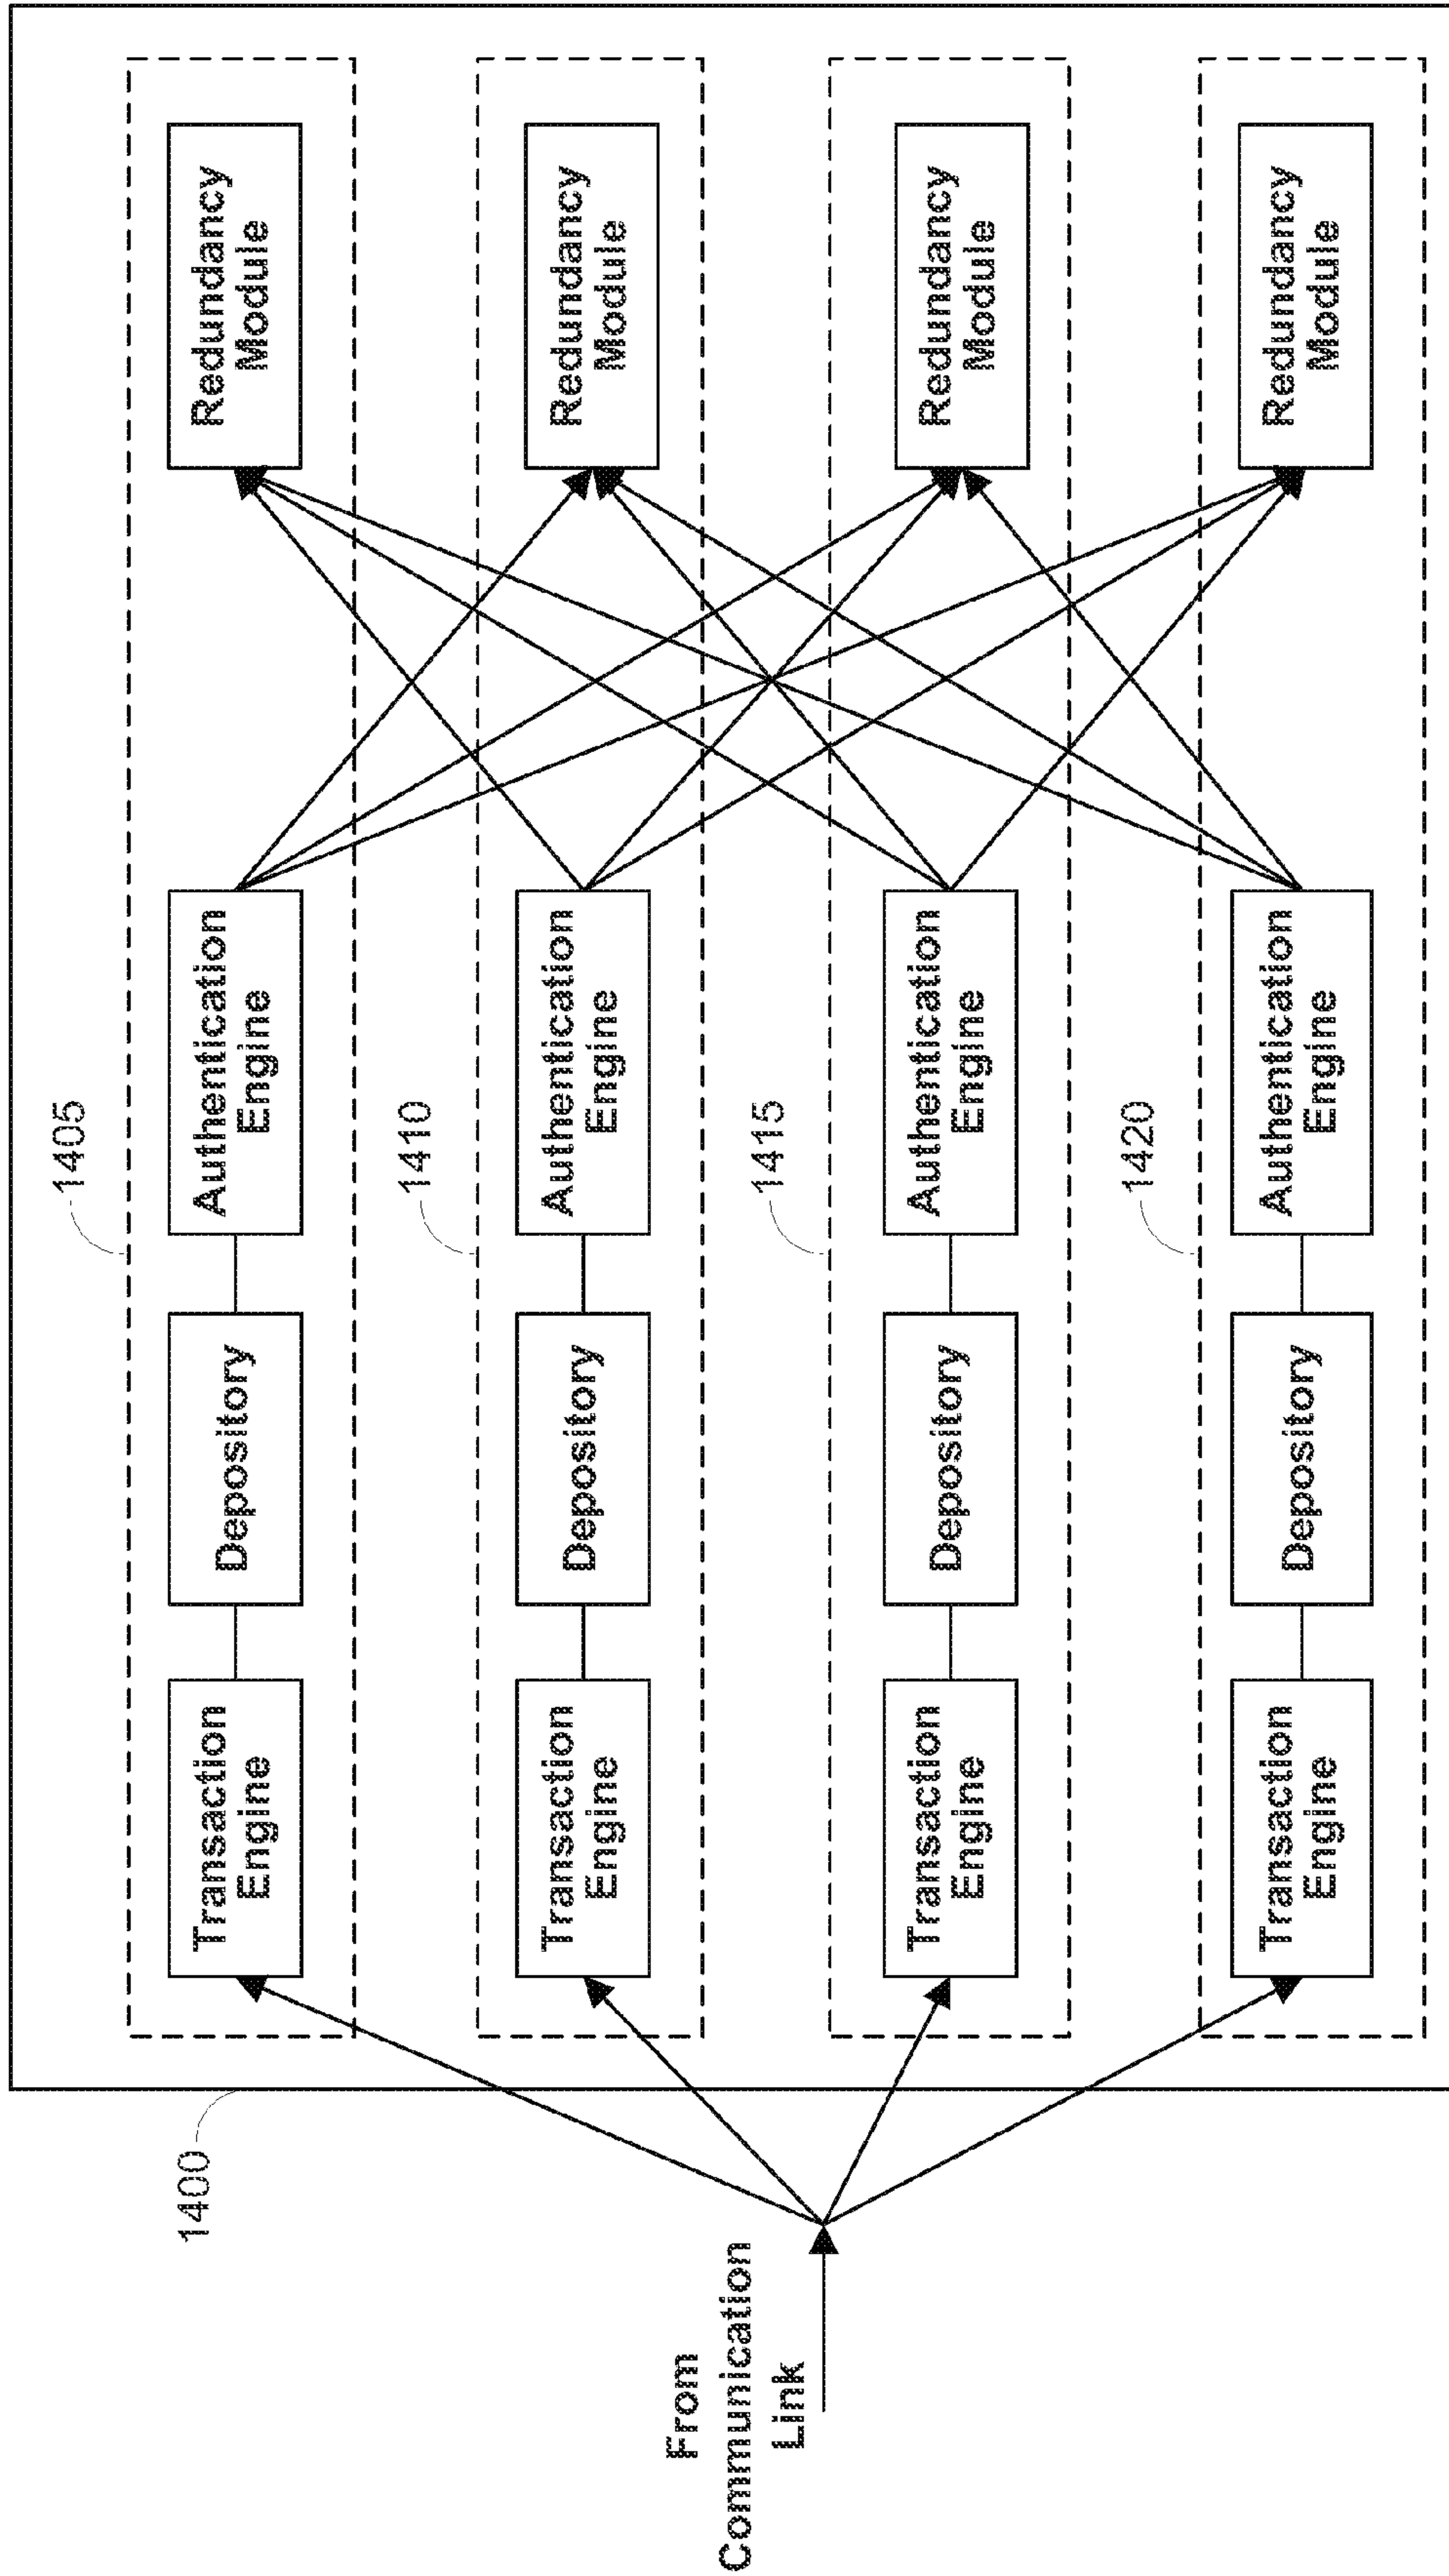 1400
From
Communication
Link
1405
Transaction
Engine
Depository
Authentication
Engine
Redundancy
Module
1410
Transaction
Engine
Depository
Authentication
Engine
Redundancy
Module
1415
Transaction
Engine
Depository
Authentication
Engine
Redundancy
Module
1420
Transaction
Engine
Depository
Authentication
Engine
Redundancy
Module